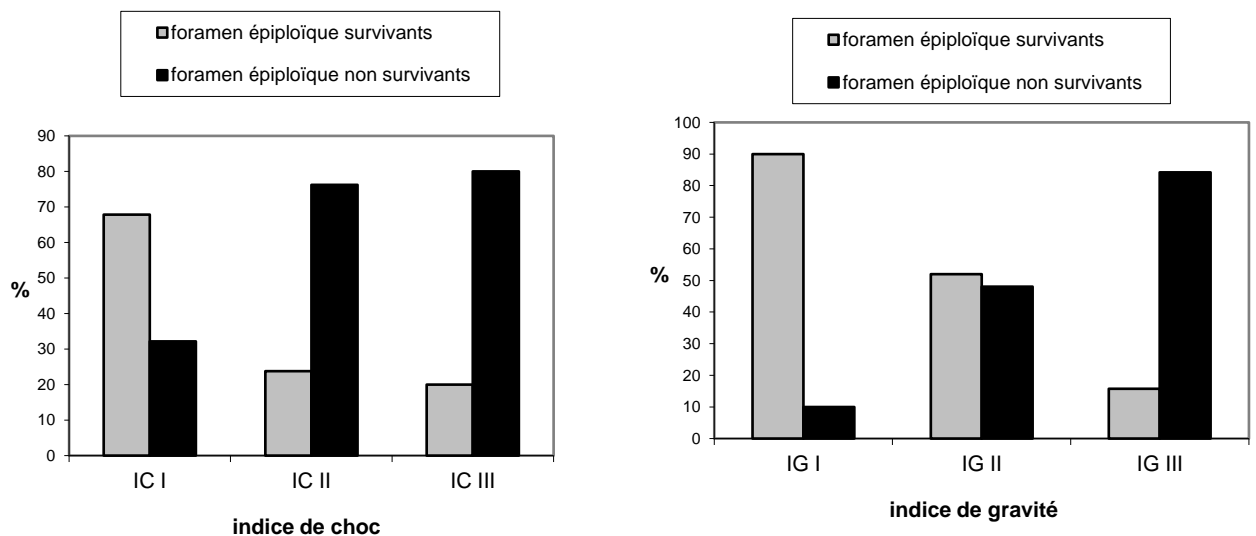 foramen épiploïque survivants
foramen épiploïque non survivants
90
80
70
60
50
40
30
20
10
0
%
IC I IC II IC III
indice de choc
foramen épiploïque survivants
foramen épiploïque non survivants
100
90
80
70
60
50
40
30
20
10
0
%
IG I IG II IG III
indice de gravité